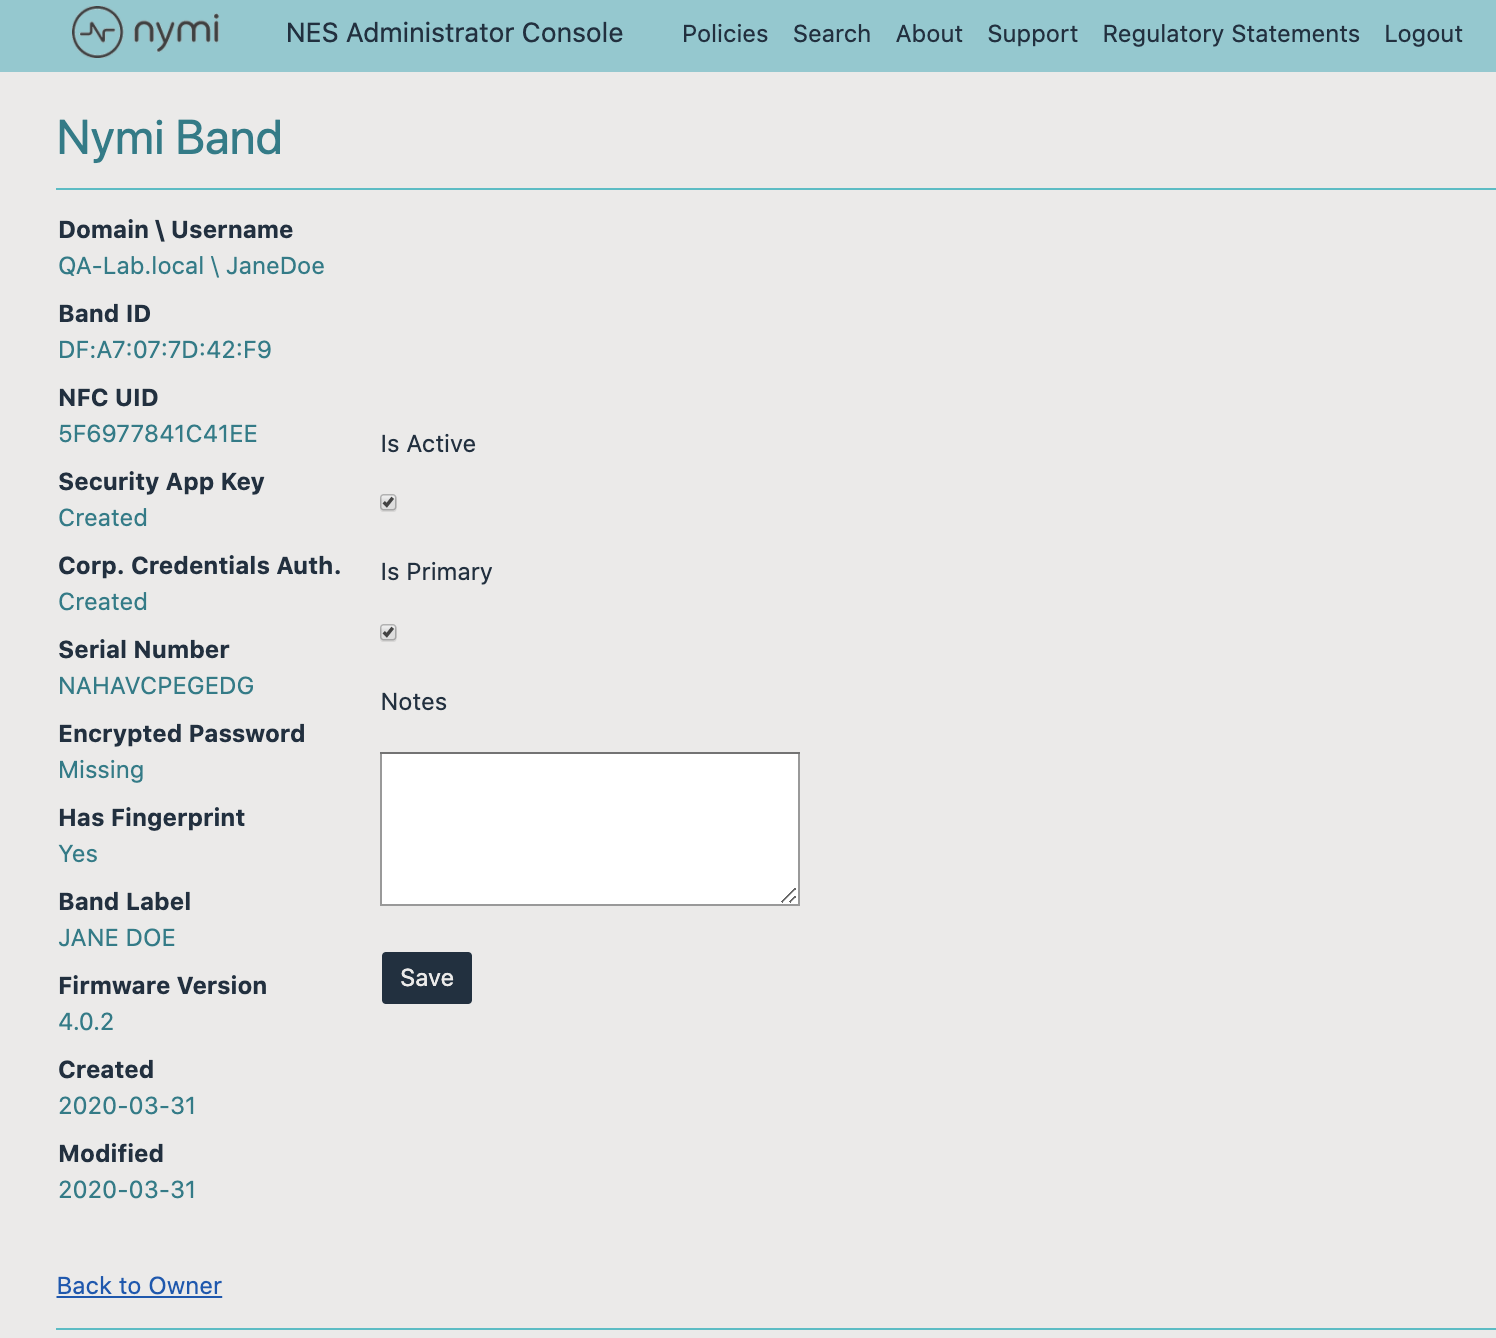 nymi
NES Administrator Console
Policies
Search
About
Support
Regulatory Statements
Logout
Nymi Band
Domain \ Username
QA-Lab.local \ JaneDoe
Band ID
DF:A7:07:7D:42:F9
NFC UID
5F6977841C41EE
Security App Key
Created
Corp. Credentials Auth.
Created
Serial Number
NAHAVCPEGEDG
Encrypted Password
Missing
Has Fingerprint
Yes
Band Label
JANE DOE
Firmware Version
4.0.2
Created
2020-03-31
Modified
2020-03-31
Is Active
Is Primary
Notes
Save
Back to Owner